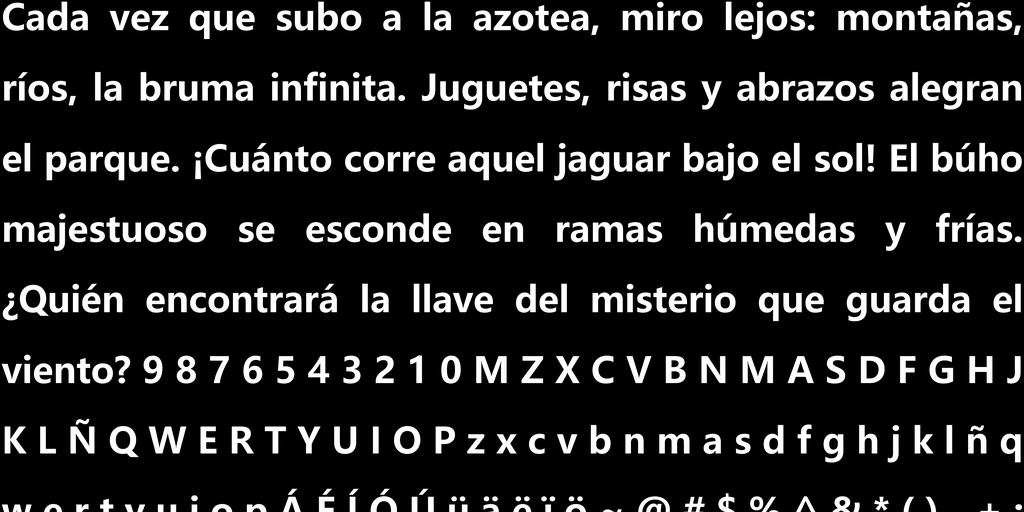 Cada vez que subo a la azotea, miro lejos: montañas,
ríos, la bruma infinita. Juguetes, risas y abrazos alegran
el parque. ¡Cuánto corre aquel jaguar bajo el sol! El búho
majestuoso se esconde en ramas húmedas y frías.
¿Quién encontrará la llave del misterio que guarda el
viento? 9 8 7 6 5 4 3 2 1 0 M Z X C V B N M A S D F G H J
K L Ñ Q W E R T Y U I O P z x c v b n m a s d f g h j k l ñ q
w e r t y u i o p Á É Í Ó Ú ü ä ë ï ö ~ @ # $ % ^ & * ( )